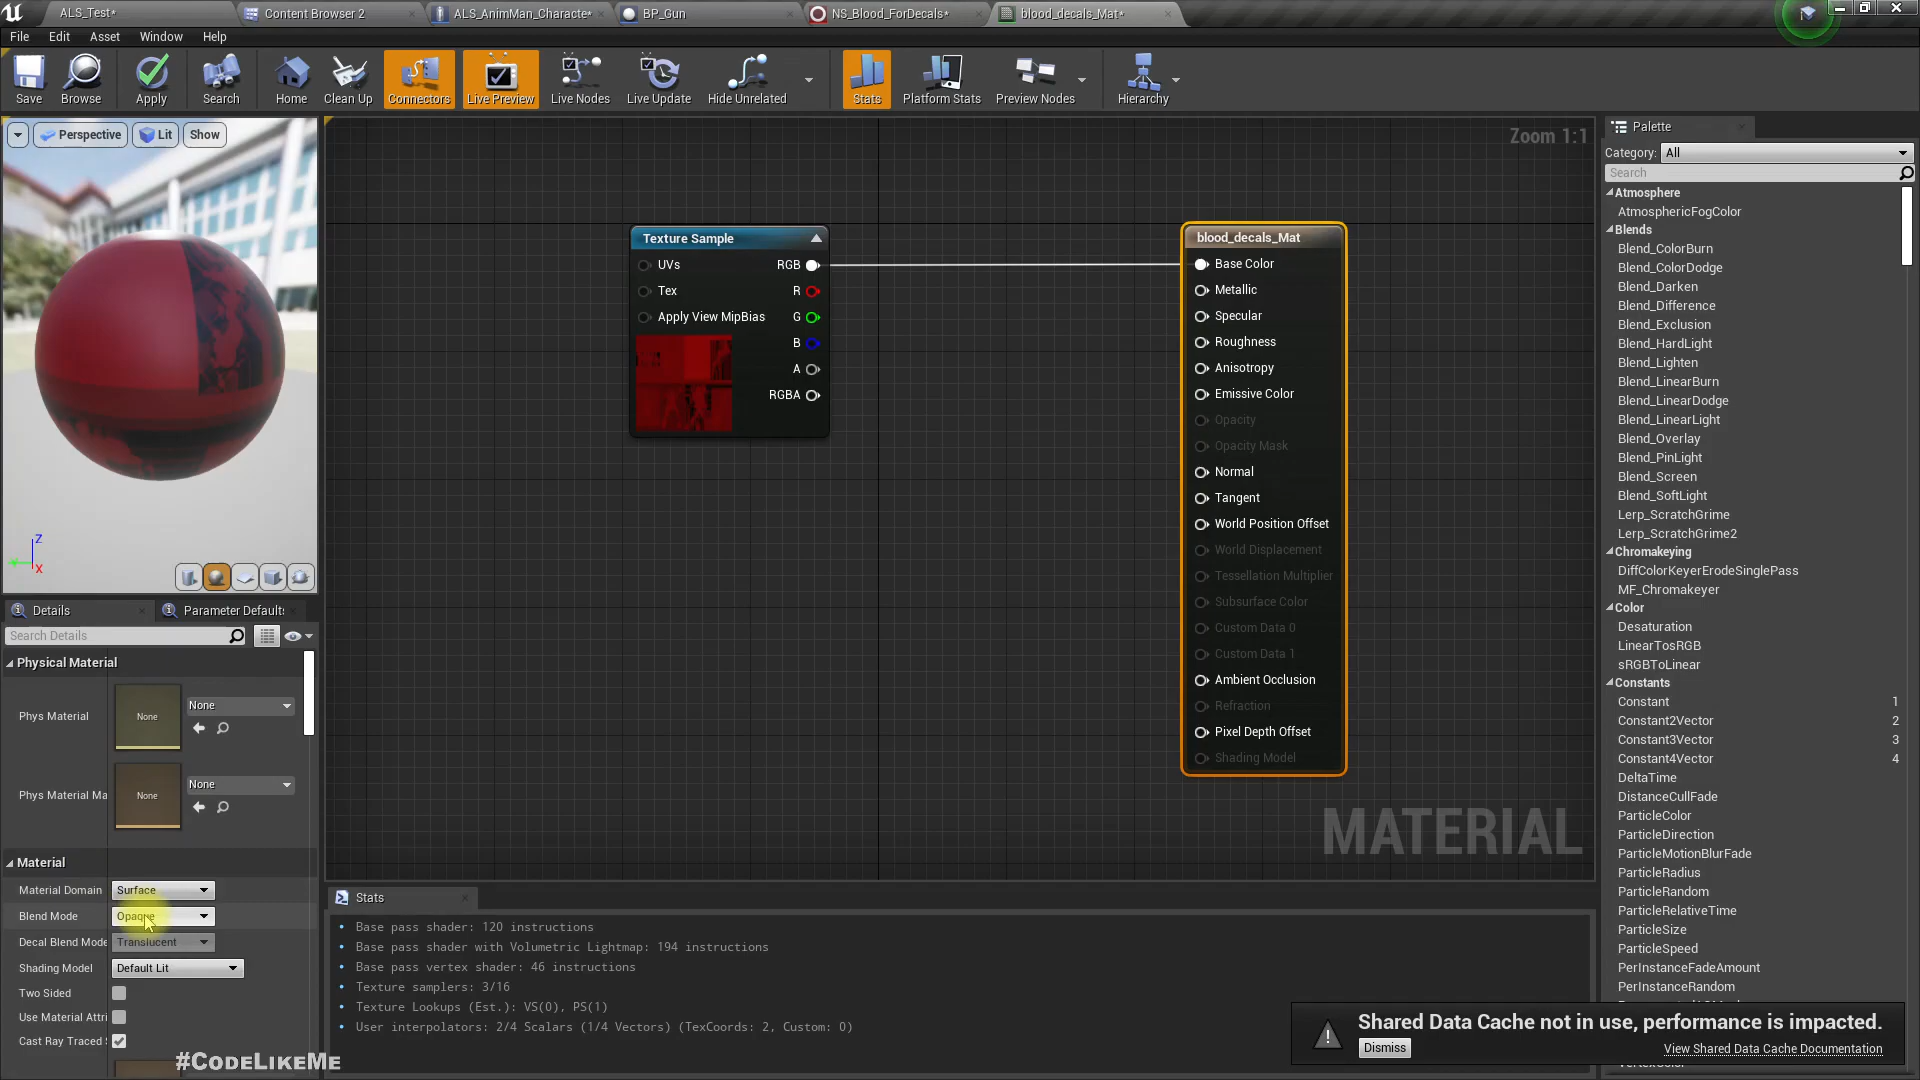 ALS_Test*
Content Browser 2
ALS_AnimMan_Characte*
BP_Gun
NS_Blood_ForDecals*
blood_decals_Mat*
File Edit Asset Window Help
Save
Browse
Apply
Search
Home
Clean Up
Connectors
Live Preview
Live Nodes
Live Update
Hide Unrelated
Stats
Platform Stats
Preview Nodes
Hierarchy
Perspective
Lit
Show
Z
X
Zoom 1:1
Texture Sample
UVs
RGB
Tex
R
Apply View MipBias
G
B
A
RGBA
blood_decals_Mat
Base Color
Metallic
Specular
Roughness
Anisotropy
Emissive Color
Opacity
Opacity Mask
Normal
Tangent
World Position Offset
World Displacement
Tessellation Multiplier
Subsurface Color
Custom Data 0
Custom Data 1
Ambient Occlusion
Refraction
Pixel Depth Offset
Shading Model
MATERIAL
Details
Parameter Defaults
Search Details
Physical Material
Phys Material
None
None
Phys Material Ma
None
None
Material
Material Domain
Surface
Blend Mode
Opaque
Decal Blend Mode
Translucent
Shading Model
Default Lit
Two Sided
Use Material Attri
Cast Ray Traced S
#CodeLikeMe
Stats
Base pass shader: 120 instructions
Base pass shader with Volumetric Lightmap: 194 instructions
Base pass vertex shader: 46 instructions
Texture samplers: 3/16
Texture Lookups (Est.): VS(0), PS(1)
User interpolators: 2/4 Scalars (1/4 Vectors) (TexCoords: 2, Custom: 0)
Palette
Category: All
Search
Atmosphere
AtmosphericFogColor
Blends
Blend_ColorBurn
Blend_ColorDodge
Blend_Darken
Blend_Difference
Blend_Exclusion
Blend_HardLight
Blend_Lighten
Blend_LinearBurn
Blend_LinearDodge
Blend_LinearLight
Blend_Overlay
Blend_PinLight
Blend_Screen
Blend_SoftLight
Lerp_ScratchGrime
Lerp_ScratchGrime2
Chromakeying
DiffColorKeyerErodeSinglePass
MF_Chromakeyer
Color
Desaturation
LinearTosRGB
sRGBToLinear
Constants
Constant 1
Constant2Vector 2
Constant3Vector 3
Constant4Vector 4
DeltaTime
DistanceCullFade
ParticleColor
ParticleDirection
ParticleMotionBlurFade
ParticleRadius
ParticleRandom
ParticleRelativeTime
ParticleSize
ParticleSpeed
PerInstanceFadeAmount
PerInstanceRandom
Shared Data Cache not in use, performance is impacted.
Dismiss
View Shared Data Cache Documentation